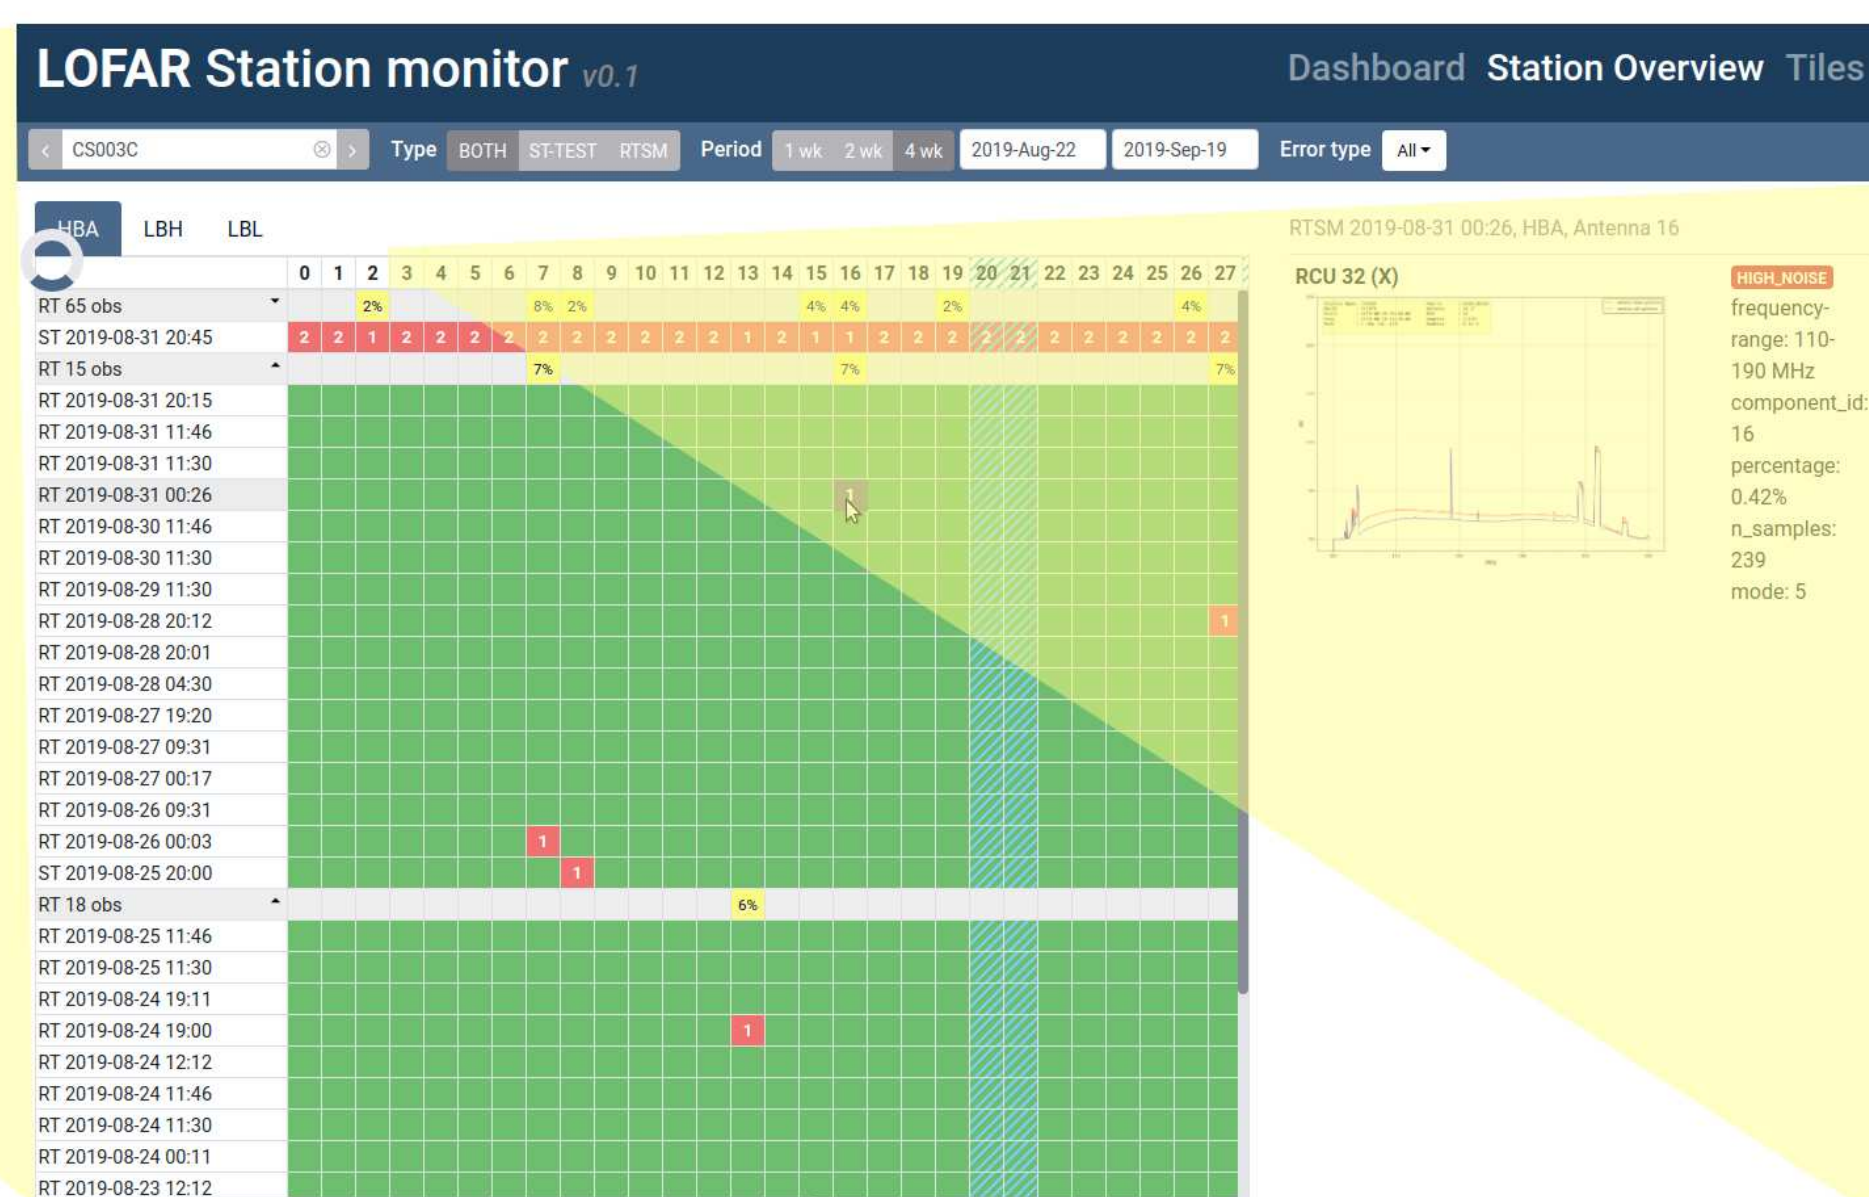 LOFAR Station monitor v0.1
Dashboard Station Overview Tiles
CS003C Type BOTH ST-TEST RTSM Period 1 wk 2 wk 4 wk 2019-Aug-22 2019-Sep-19 Error type All
HBA LBH LBL
0 1 2 3 4 5 6 7 8 9 10 11 12 13 14 15 16 17 18 19 20 21 22 23 24 25 26 27
RT 65 obs 2% 8% 2% 4% 4% 2% 4%
ST 2019-08-31 20:45 2 2 1 2 2 2 2 2 2 2 2 2 2 1 2 1 1 2 2 2 2 2 2 2 2 2 2 2
RT 15 obs 7% 7% 7%
RT 2019-08-31 20:15
RT 2019-08-31 11:46
RT 2019-08-31 11:30
RT 2019-08-31 00:26 1
RT 2019-08-30 11:46
RT 2019-08-30 11:30
RT 2019-08-29 11:30
RT 2019-08-28 20:12 1
RT 2019-08-28 20:01
RT 2019-08-28 04:30
RT 2019-08-27 19:20
RT 2019-08-27 09:31
RT 2019-08-27 00:17
RT 2019-08-26 09:31
RT 2019-08-26 00:03 1
ST 2019-08-25 20:00 1
RT 18 obs 6%
RT 2019-08-25 11:46
RT 2019-08-25 11:30
RT 2019-08-24 19:11
RT 2019-08-24 19:00 1
RT 2019-08-24 12:12
RT 2019-08-24 11:46
RT 2019-08-24 11:30
RT 2019-08-24 00:11
RT 2019-08-23 12:12
RTSM 2019-08-31 00:26, HBA, Antenna 16
RCU 32 (X)
HIGH_NOISE
frequency-
range: 110-
190 MHz
component_id:
16
percentage:
0.42%
n_samples:
239
mode: 5